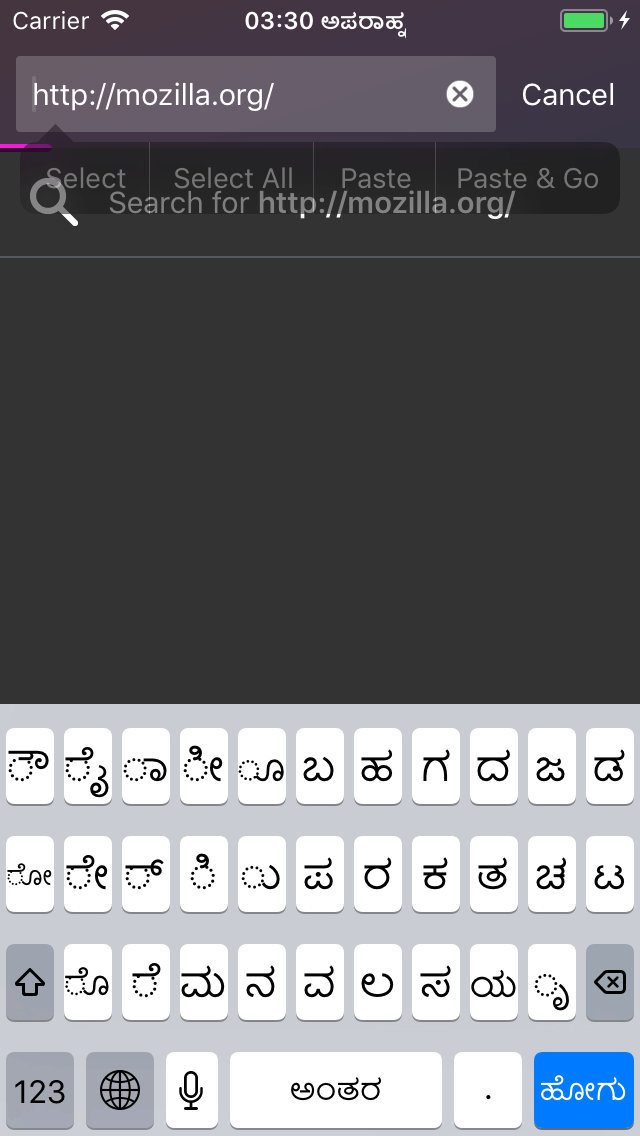 Carrier 03:30 ಅಪರಾಹ್ನ
http://mozilla.org/ Cancel
Select Select All Paste Paste & Go
Search for http://mozilla.org/
ೌ ೈ ಾ ೀ ೂ ಬ ಹ ಗ ದ ಜ ಡ
ೋ ೇ ್ ಿ ು ಪ ರ ಕ ತ ಚ ಟ
ೊ ೆ ಮ ನ ವ ಲ ಸ ಯ ೃ
123 ಅಂತರ . ಹೋಗು